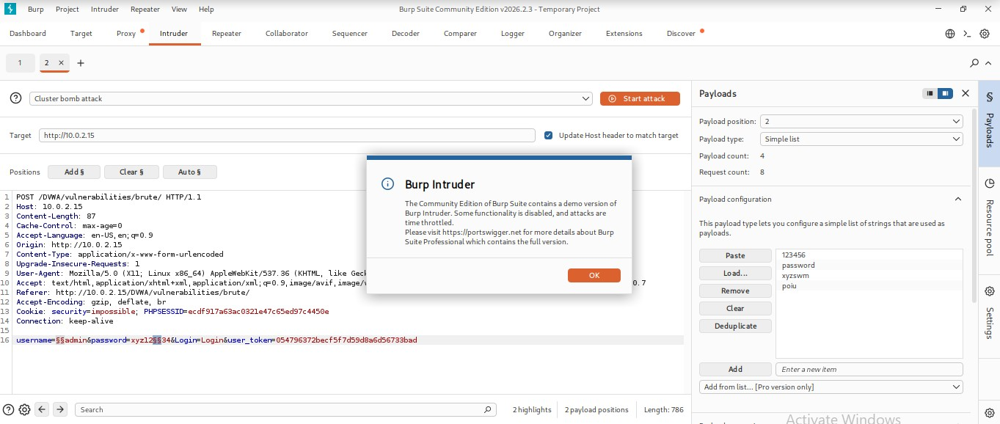 Burp Project Intruder Repeater View Help Burp Suite Community Edition v2026.2.3 - Temporary Project
Dashboard Target Proxy Intruder Repeater Collaborator Sequencer Decoder Comparer Logger Organizer Extensions Discover
1 2 × +
Cluster bomb attack Start attack
Target http://10.0.2.15 Update Host header to match target
Positions Add § Clear § Auto §
1 POST /DVWA/vulnerabilities/brute/ HTTP/1.1
2 Host: 10.0.2.15
3 Content-Length: 87
4 Cache-Control: max-age=0
5 Accept-Language: en-US,en;q=0.9
6 Origin: http://10.0.2.15
7 Content-Type: application/x-www-form-urlencoded
8 Upgrade-Insecure-Requests: 1
9 User-Agent: Mozilla/5.0 (X11; Linux x86_64) AppleWebKit/537.36 (KHTML, like Geck
10 Accept: text/html,application/xhtml+xml,application/xml;q=0.9,image/avif,image/ 0.7
11 Referer: http://10.0.2.15/DVWA/vulnerabilities/brute/
12 Accept-Encoding: gzip, deflate, br
13 Cookie: security=impossible; PHPSESSID=ecdf917a63ac0321e47c65ed97c4450e
14 Connection: keep-alive
15
16 username=§§admin&password=xyz12§§34&Login=Login&user_token=054796372becf5f7d59d8a6d56733bad
Burp Intruder
The Community Edition of Burp Suite contains a demo version of
Burp Intruder. Some functionality is disabled, and attacks are
time throttled.
Please visit https://portswigger.net for more details about Burp
Suite Professional which contains the full version.
OK
Search 2 highlights 2 payload positions Length: 786
Payloads
Payload position: 2
Payload type: Simple list
Payload count: 4
Request count: 8
Payload configuration
This payload type lets you configure a simple list of strings that are used as
payloads.
Paste
Load...
Remove
Clear
Deduplicate
123456
password
xyzswm
poiu
Add Enter a new item
Add from list... [Pro version only]
Activate Windows
§ Payloads
Resource pool
Settings